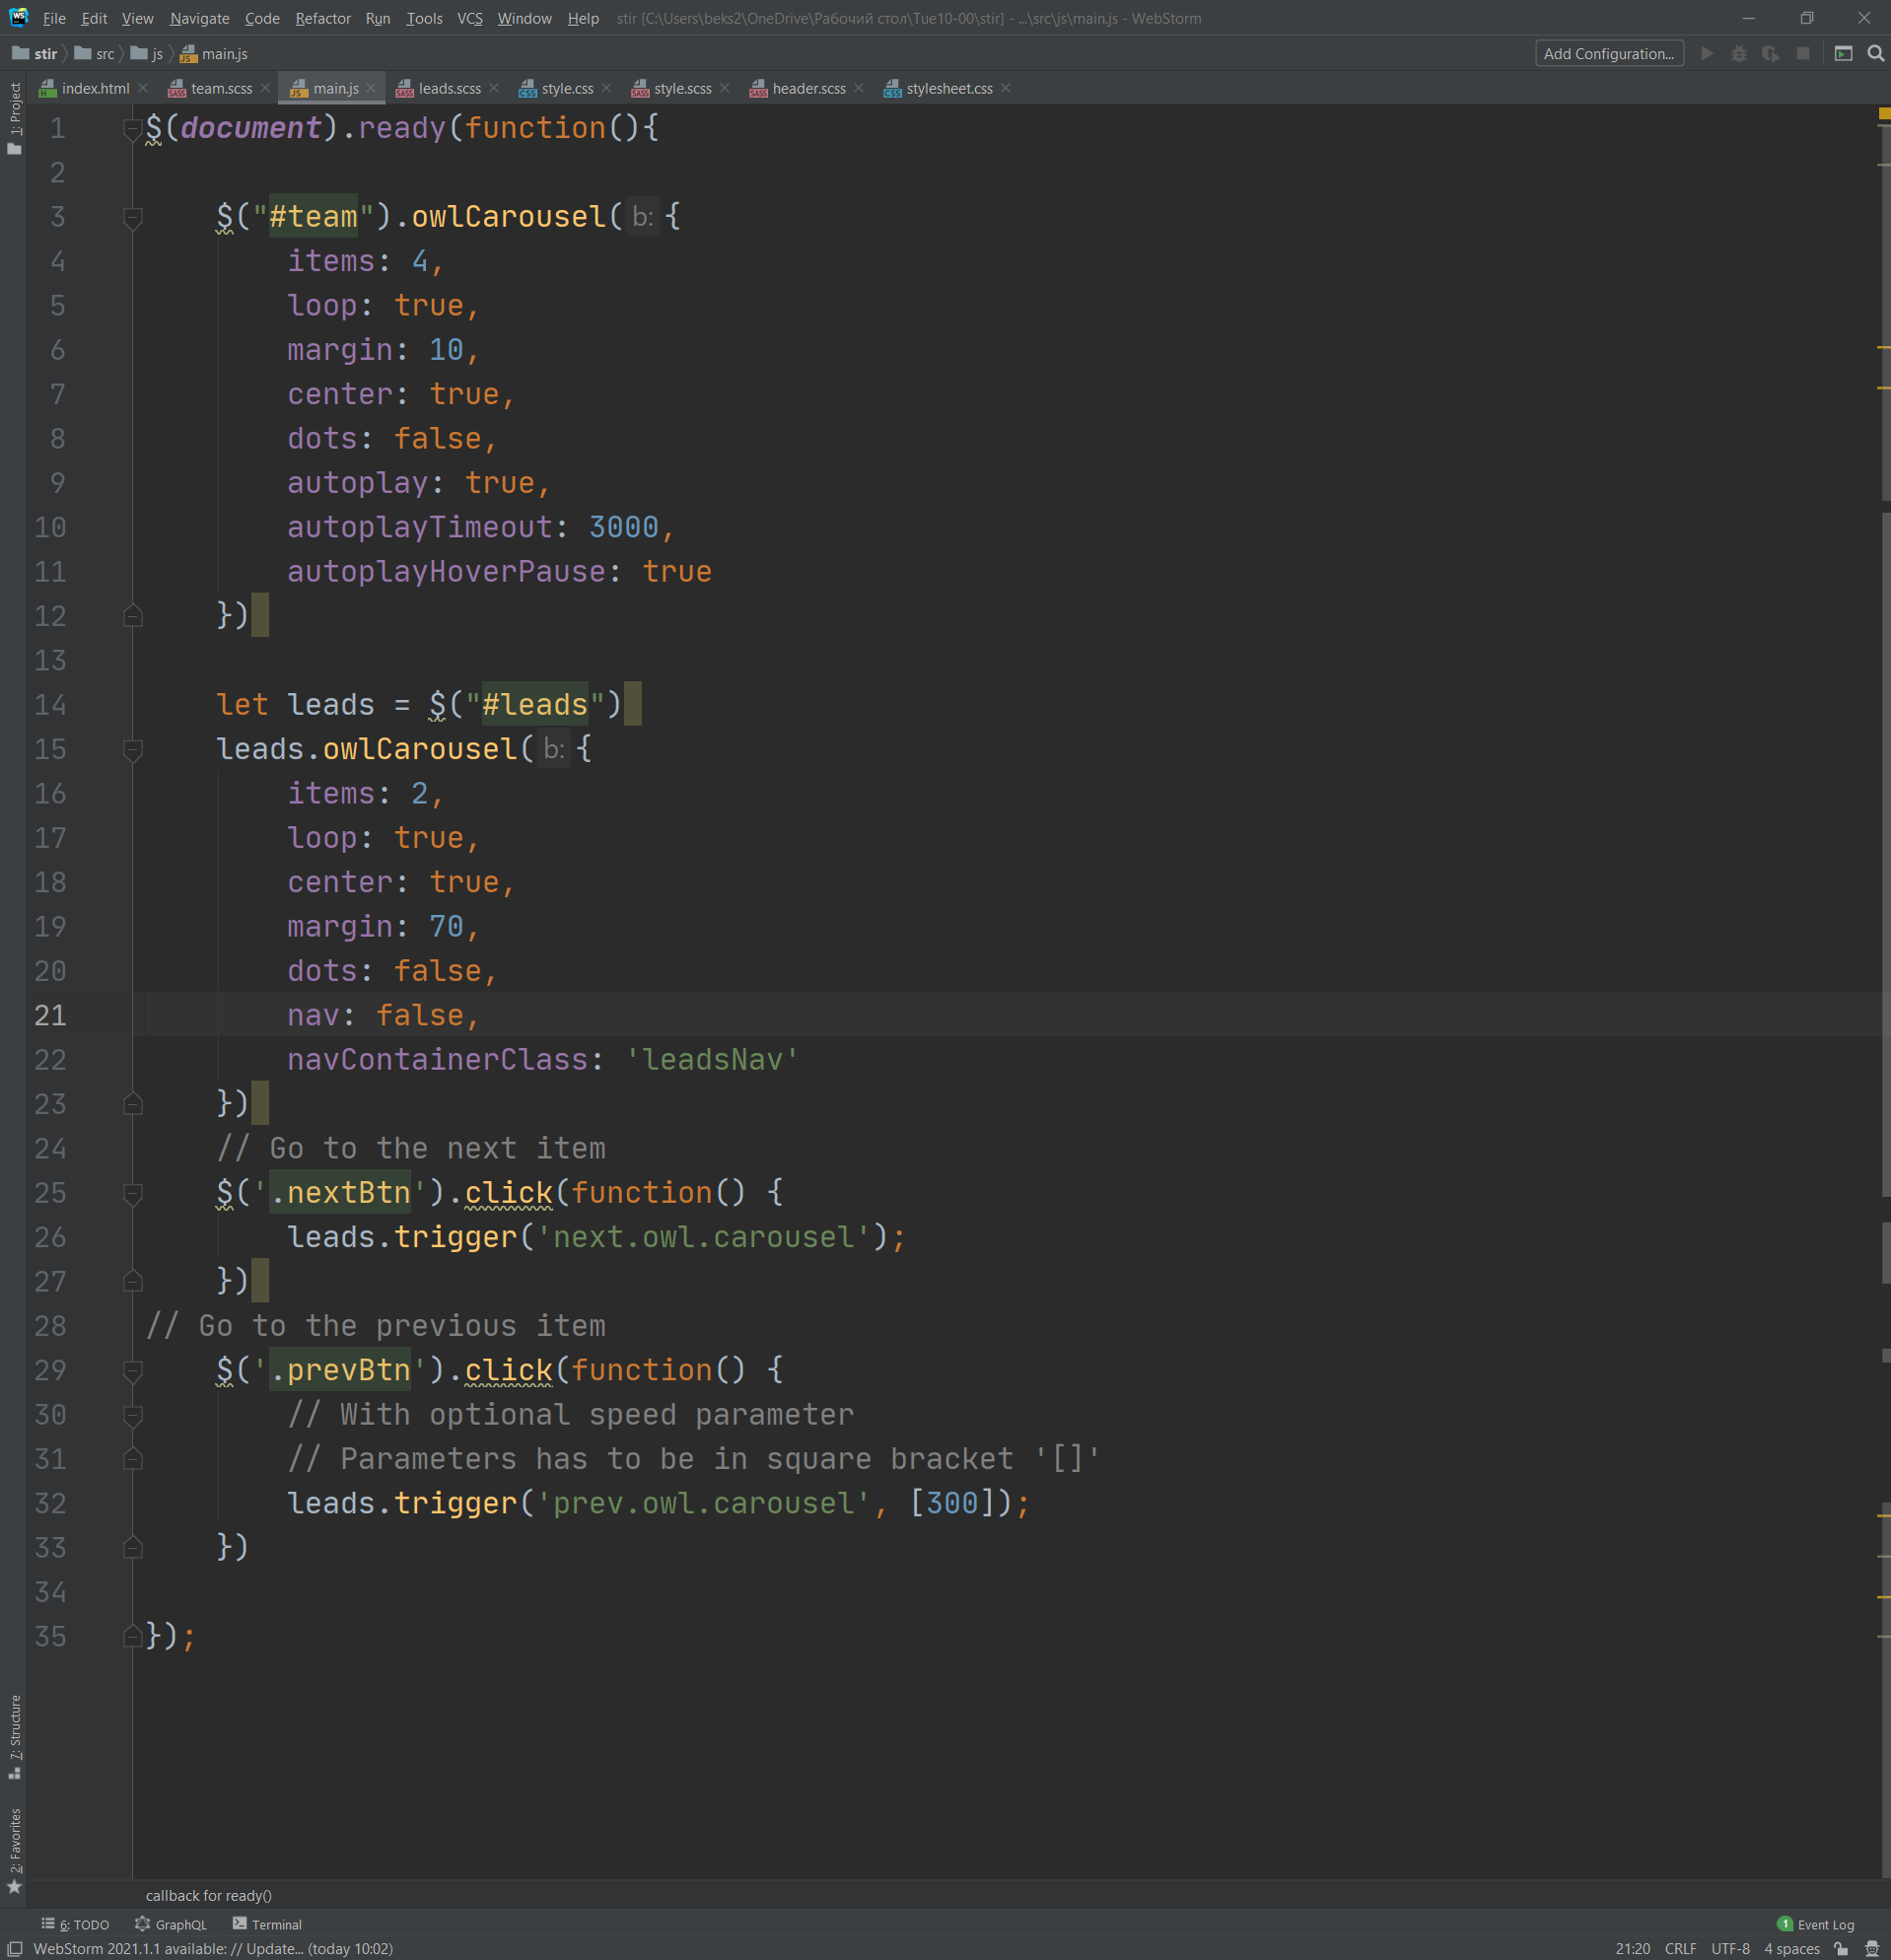 WS File Edit View Navigate Code Refactor Run Tools VCS Window Help stir [C:\Users\beks2\OneDrive\Рабочий стол\Tue10-00\stir] - ...\src\js\main.js - WebStorm
stir src js main.js Add Configuration...
index.html team.scss main.js leads.scss style.css style.scss header.scss stylesheet.css
1: Project
1 $(document).ready(function(){
2
3 $("#team").owlCarousel( b: {
4 items: 4,
5 loop: true,
6 margin: 10,
7 center: true,
8 dots: false,
9 autoplay: true,
10 autoplayTimeout: 3000,
11 autoplayHoverPause: true
12 })
13
14 let leads = $("#leads")
15 leads.owlCarousel( b: {
16 items: 2,
17 loop: true,
18 center: true,
19 margin: 70,
20 dots: false,
21 nav: false,
22 navContainerClass: 'leadsNav'
23 })
24 // Go to the next item
25 $('.nextBtn').click(function() {
26 leads.trigger('next.owl.carousel');
27 })
28 // Go to the previous item
29 $('.prevBtn').click(function() {
30 // With optional speed parameter
31 // Parameters has to be in square bracket '[]'
32 leads.trigger('prev.owl.carousel', [300]);
33 })
34
35 });
7: Structure
2: Favorites
callback for ready()
6: TODO GraphQL Terminal 1 Event Log
WebStorm 2021.1.1 available: // Update... (today 10:02) 21:20 CRLF UTF-8 4 spaces